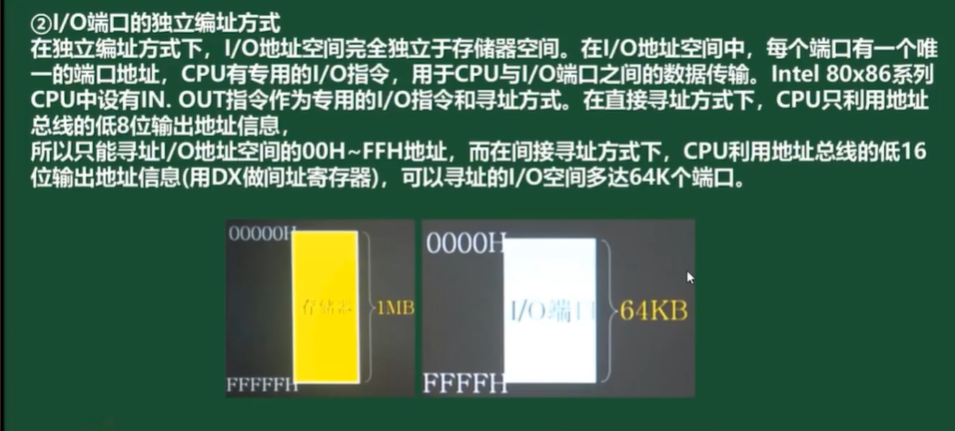 ②I/O端口的独立编址方式
在独立编址方式下，I/O地址空间完全独立于存储器空间。在I/O地址空间中，每个端口有一个唯
一的端口地址，CPU有专用的I/O指令，用于CPU与I/O端口之间的数据传输。Intel 80x86系列
CPU中设有IN. OUT指令作为专用的I/O指令和寻址方式。在直接寻址方式下，CPU只利用地址
总线的低8位输出地址信息，
所以只能寻址I/O地址空间的00H~FFH地址，而在间接寻址方式下，CPU利用地址总线的低16
位输出地址信息(用DX做间址寄存器)，可以寻址的I/O空间多达64K个端口。
00000H
存储器
1MB
FFFFFH
0000H
I/O端口
64KB
FFFFH